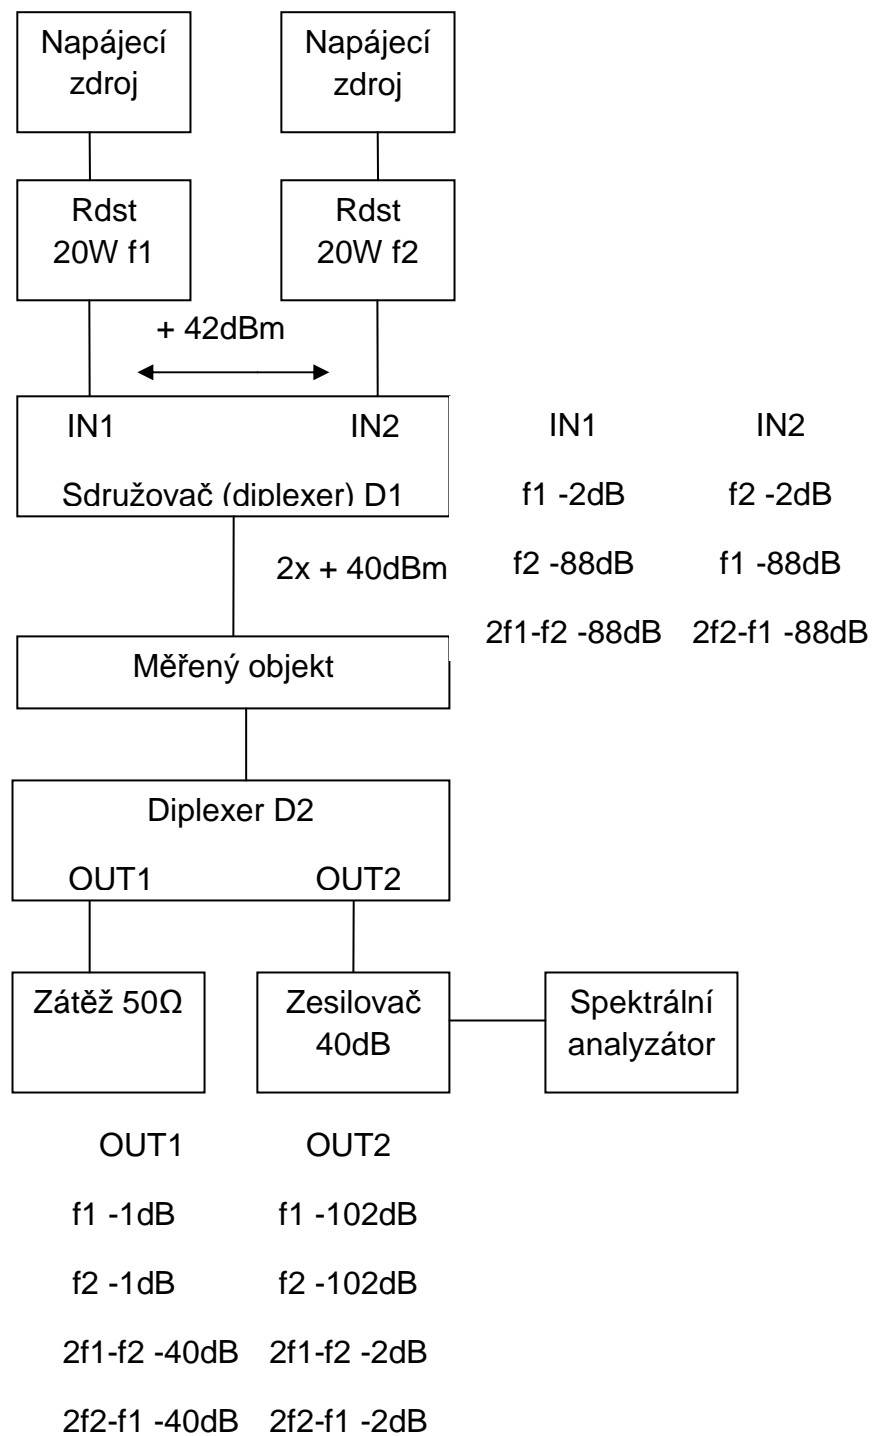 Napájecí
zdroj
Napájecí
zdroj
Rdst
20W f1
Rdst
20W f2
+ 42dBm
IN1
IN2
Sdružovač (diplexer) D1
IN1
IN2
f1 -2dB
f2 -2dB
f2 -88dB
f1 -88dB
2f1-f2 -88dB
2f2-f1 -88dB
2x + 40dBm
Měřený objekt
Diplexer D2
OUT1
OUT2
Zátěž 50Ω
Zesilovač
40dB
Spektrální
analyzátor
OUT1
OUT2
f1 -1dB
f1 -102dB
f2 -1dB
f2 -102dB
2f1-f2 -40dB
2f1-f2 -2dB
2f2-f1 -40dB
2f2-f1 -2dB